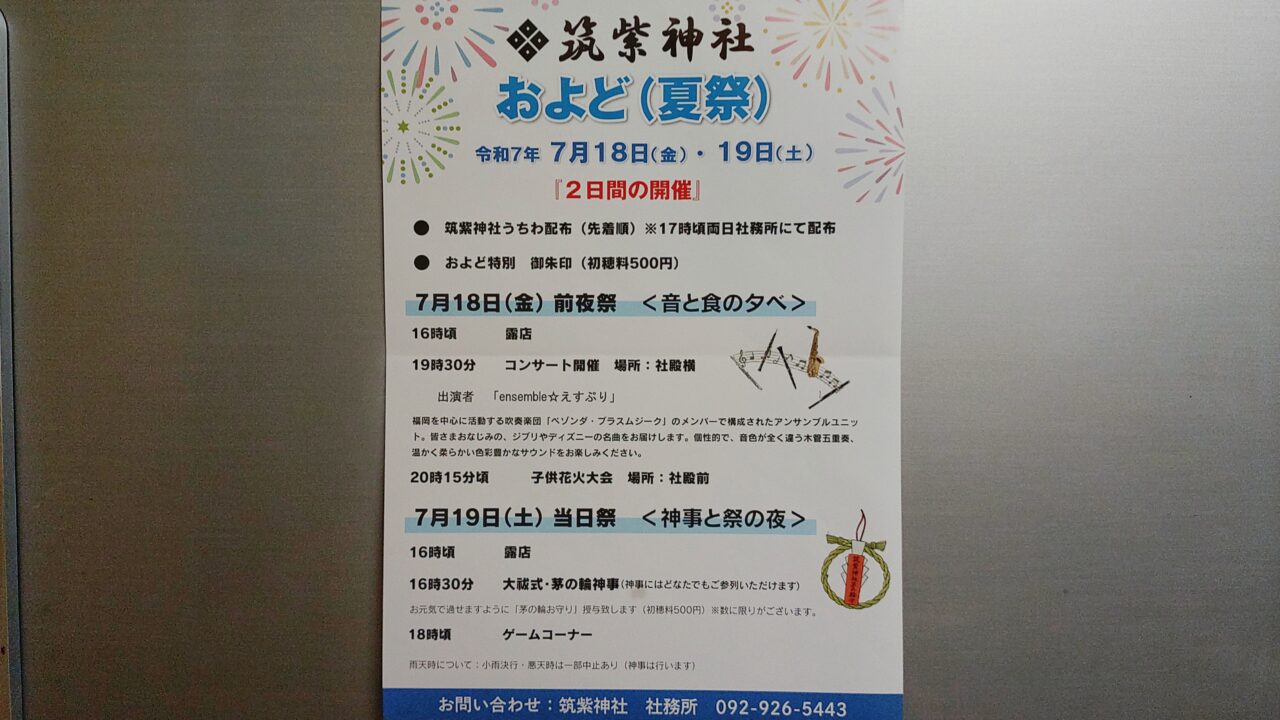 筑紫神社
およど(夏祭)
令和7年 7月18日(金)・19日(土)
『2日間の開催』
● 筑紫神社うちわ配布(先着順)※17時頃両日社務所にて配布
● およど特別 御朱印(初穂料500円)
7月18日(金) 前夜祭 <音と食の夕べ>
16時頃 露店
19時30分 コンサート開催 場所:社殿横
出演者 「ensemble☆えすぷり」
福岡を中心に活動する吹奏楽団「ベゾンダ・プラスムジーク」のメンバーで構成されたアンサンブルユニッ
ト。皆さまおなじみの、ジブリやディズニーの名曲をお届けします。個性的で、音色が全く違う木管五重奏、
温かく柔らかい色彩豊かなサウンドをお楽しみください。
20時15分頃 子供花火大会 場所:社殿前
7月19日(土) 当日祭 <神事と祭の夜>
16時頃 露店
16時30分 大祓式・茅の輪神事(神事にはどなたでもご参列いただけます)
お元気で過せますように「茅の輪お守り」授与致します(初穂料500円)※数に限りがございます。
18時頃 ゲームコーナー
雨天時について:小雨決行・悪天時は一部中止あり(神事は行います)
お問い合わせ:筑紫神社 社務所 092-926-5443